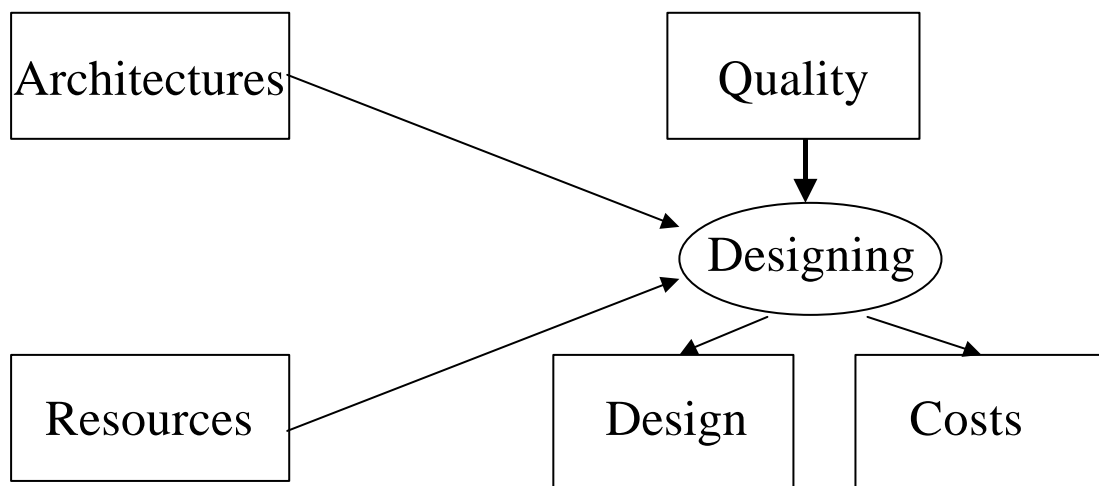 Architectures
Quality
Designing
Resources
Design
Costs